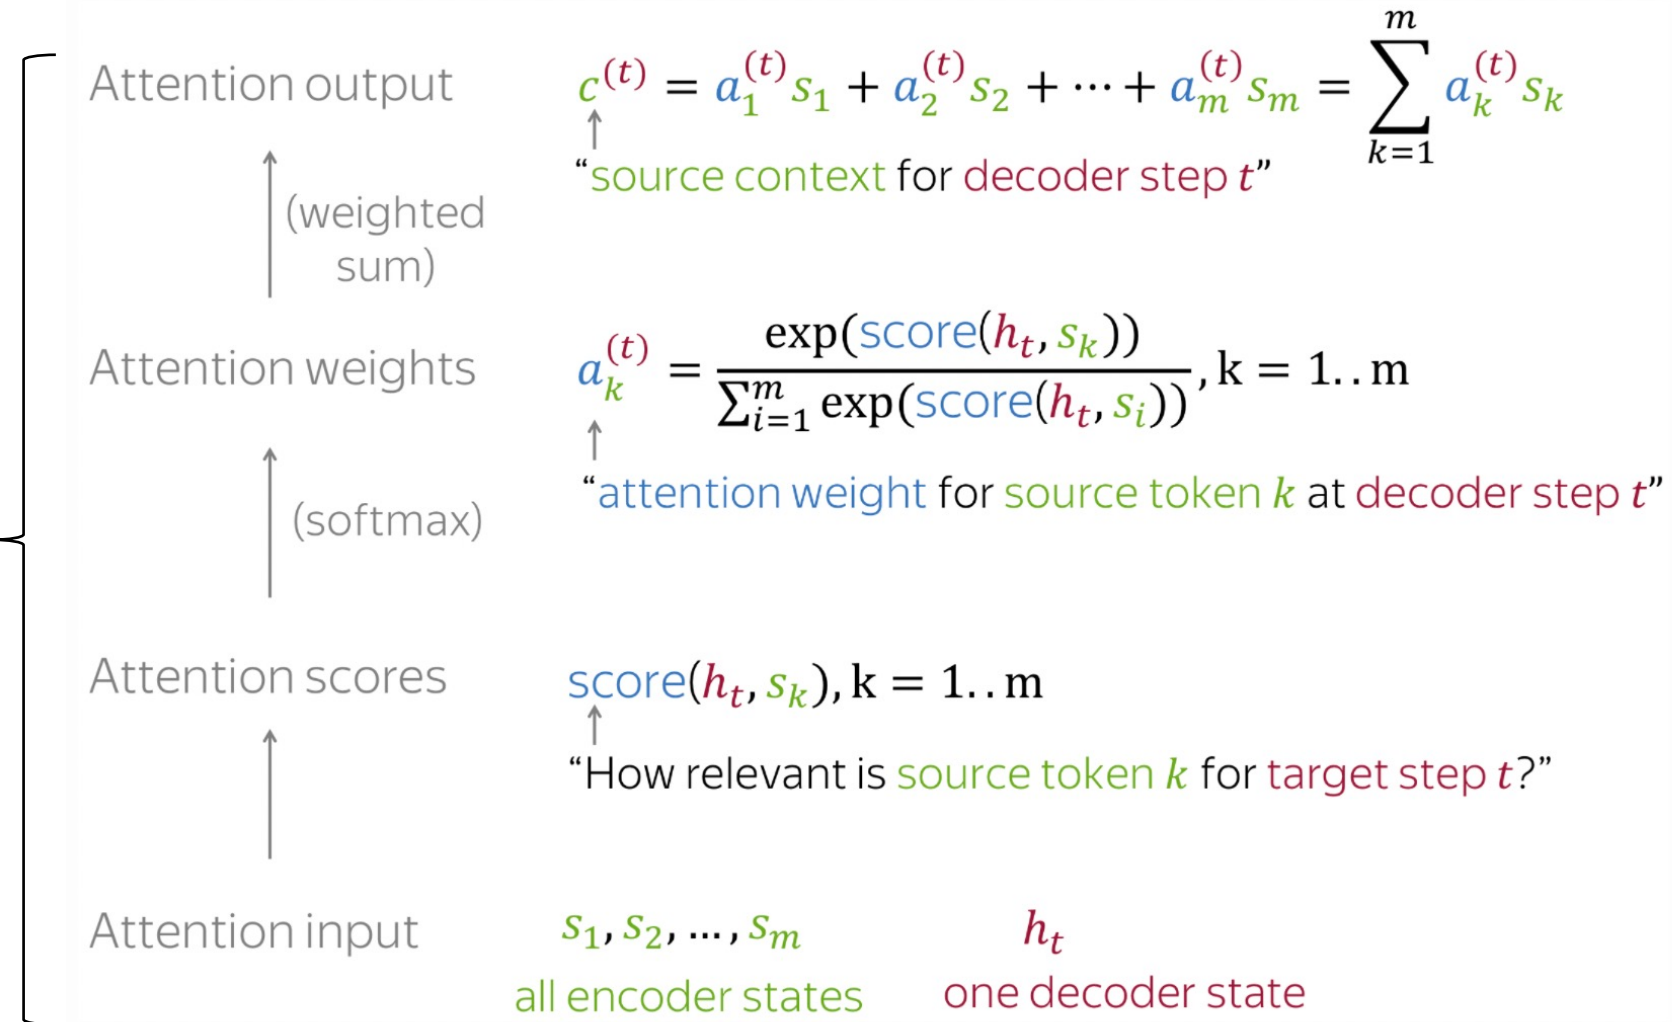 Attention output c^(t) = a_1^(t) s_1 + a_2^(t) s_2 + ⋯ + a_m^(t) s_m = ∑_{k=1}^{m} a_k^(t) s_k
“source context for decoder step t”
(weighted
sum)
Attention weights a_k^(t) = exp(score(h_t, s_k)) / ∑_{i=1}^{m} exp(score(h_t, s_i)), k = 1..m
“attention weight for source token k at decoder step t”
(softmax)
Attention scores score(h_t, s_k), k = 1..m
“How relevant is source token k for target step t?”
Attention input s_1, s_2, …, s_m h_t
all encoder states one decoder state